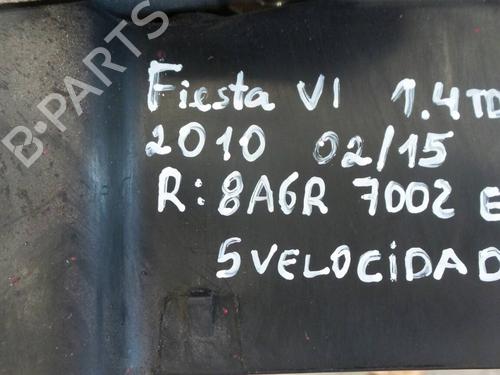 Fiesta VI 1.4TD
2010 02/15
R: 8A6R 7002 E
5VELOCIDAD
B-PARTS